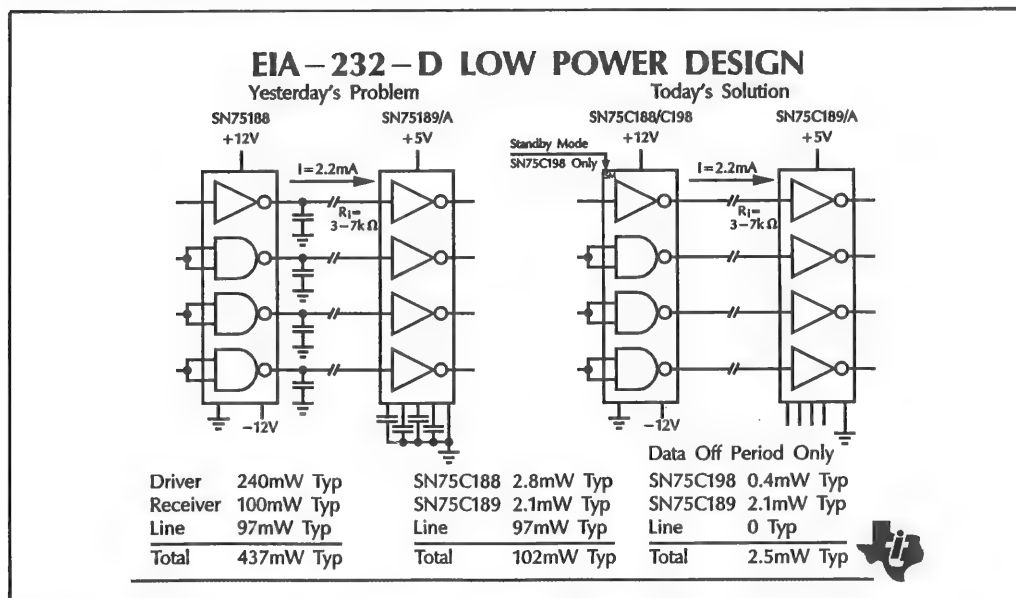 EIA-232-D LOW POWER DESIGN
Yesterday's Problem
Today's Solution
SN75188
+12V
SN75189/A
+5V
I=2.2mA
Ri=
3-7kΩ
-12V
Standby Mode
SN75C198 Only
SM
SN75C188/C198
+12V
SN75C189/A
+5V
I=2.2mA
Ri=
3-7kΩ
-12V
Driver 240mW Typ
Receiver 100mW Typ
Line 97mW Typ
Total 437mW Typ
SN75C188 2.8mW Typ
SN75C189 2.1mW Typ
Line 97mW Typ
Total 102mW Typ
Data Off Period Only
SN75C198 0.4mW Typ
SN75C189 2.1mW Typ
Line 0 Typ
Total 2.5mW Typ